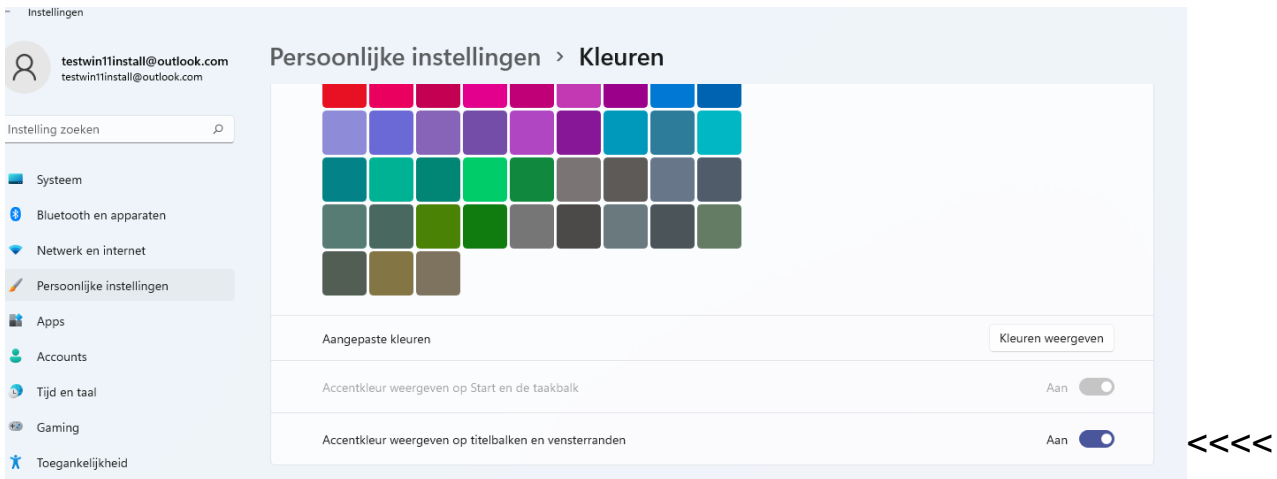 Instellingen
testwin11install@outlook.com
testwin11install@outlook.com
Instelling zoeken
Systeem
Bluetooth en apparaten
Netwerk en internet
Persoonlijke instellingen
Apps
Accounts
Tijd en taal
Gaming
Toegankelijkheid
Persoonlijke instellingen > Kleuren
Aangepaste kleuren Kleuren weergeven
Accentkleur weergeven op Start en de taakbalk Aan
Accentkleur weergeven op titelbalken en vensterranden Aan <<<<